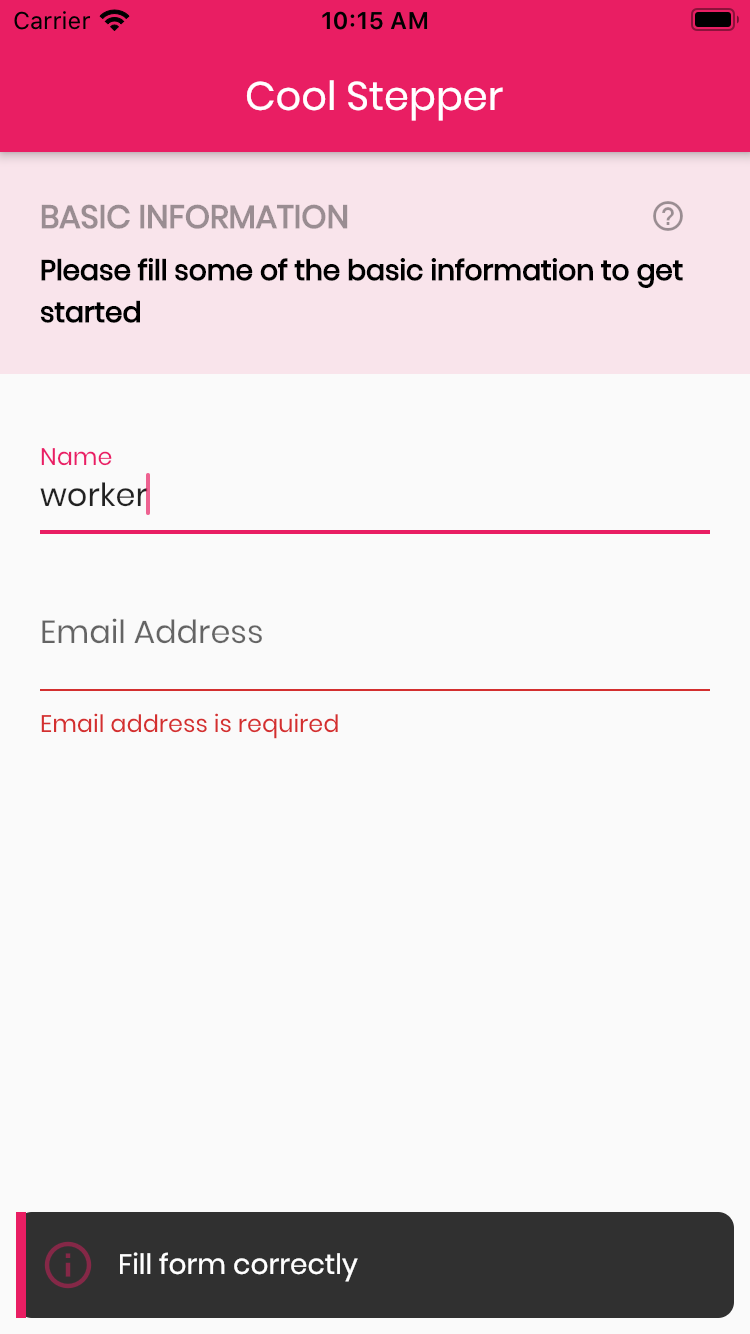 Carrier 10:15 AM
Cool Stepper
BASIC INFORMATION
Please fill some of the basic information to get
started
Name
worker
Email Address
Email address is required
Fill form correctly